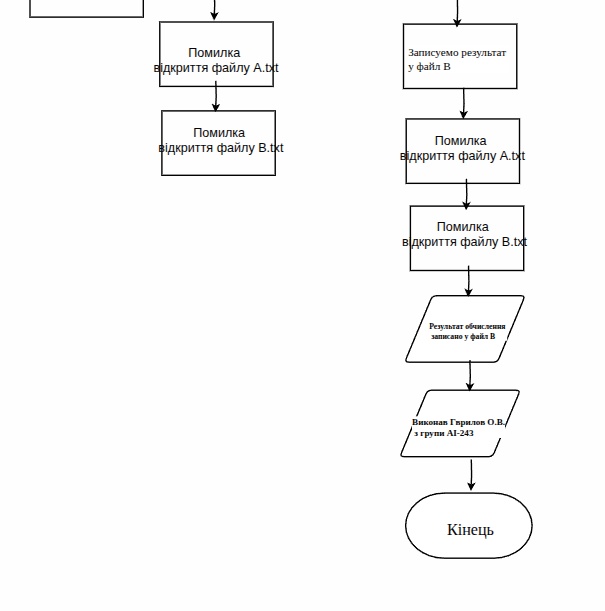 Помилка
відкриття файлу A.txt
Помилка
відкриття файлу B.txt
Записуемо результат
у файл В
Помилка
відкриття файлу A.txt
Помилка
відкриття файлу B.txt
Результат обчислення
записано у файл В
Виконав Гврилов О.В.
з групи АІ-243
Кінець